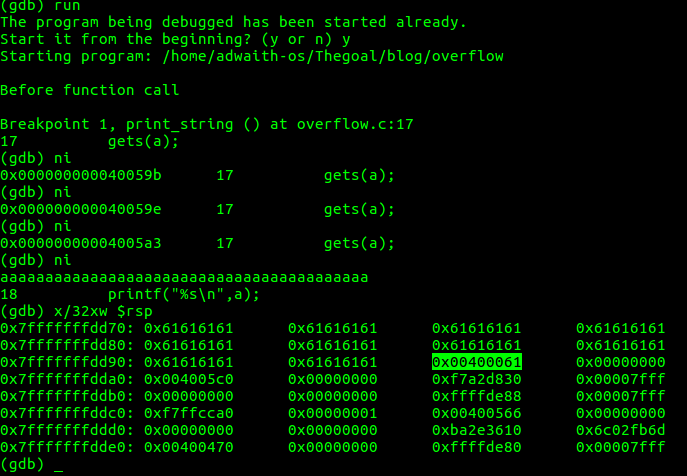 (gdb) run
The program being debugged has been started already.
Start it from the beginning? (y or n) y
Starting program: /home/adwaith-os/Thegoal/blog/overflow

Before function call

Breakpoint 1, print_string () at overflow.c:17
17          gets(a);
(gdb) ni
0x000000000040059b      17          gets(a);
(gdb) ni
0x000000000040059e      17          gets(a);
(gdb) ni
0x00000000004005a3      17          gets(a);
(gdb) ni
aaaaaaaaaaaaaaaaaaaaaaaaaaaaaaaaaaaaaaaaa
18          printf("%s\n",a);
(gdb) x/32xw $rsp
0x7fffffffdd70: 0x61616161      0x61616161      0x61616161      0x61616161
0x7fffffffdd80: 0x61616161      0x61616161      0x61616161      0x61616161
0x7fffffffdd90: 0x61616161      0x61616161      0x00400061      0x00000000
0x7fffffffdda0: 0x004005c0      0x00000000      0xf7a2d830      0x00007fff
0x7fffffffddb0: 0x00000000      0x00000000      0xffffde88      0x00007fff
0x7fffffffddc0: 0xf7ffcca0      0x00000001      0x00400566      0x00000000
0x7fffffffddd0: 0x00000000      0x00000000      0xba2e3610      0x6c02fb6d
0x7fffffffdde0: 0x00400470      0x00000000      0xffffde80      0x00007fff
(gdb) _